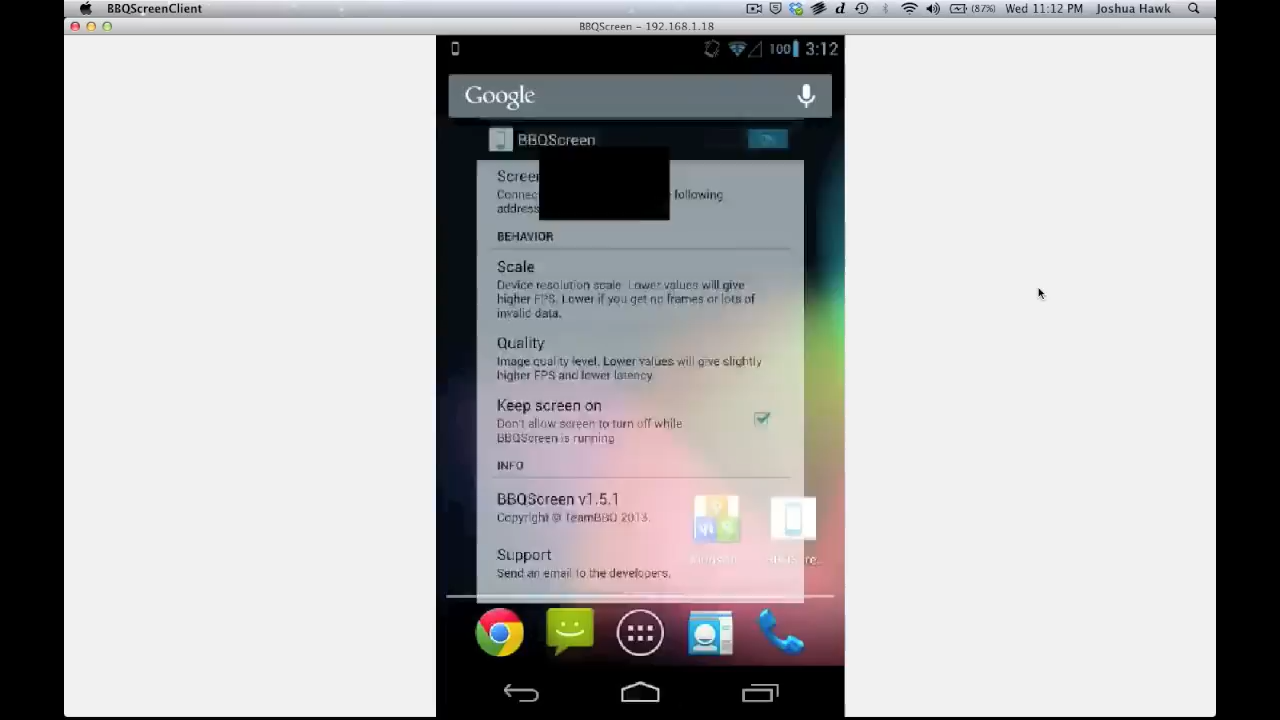 BBQScreenClient
(87%) Wed 11:12 PM Joshua Hawk
BBQScreen – 192.168.1.18
100 3:12
Google
BBQScreen
Screen
following
address
BEHAVIOR
Scale
Device resolution scale. Lower values will give
higher FPS. Lower if you get no frames or lots of
invalid data.
Quality
Image quality level. Lower values will give slightly
higher FPS and lower latency.
Keep screen on
Don't allow screen to turn off while
BBQScreen is running
INFO
BBQScreen v1.5.1
Copyright @ TeamBBQ 2013.
Support
Send an email to the developers.